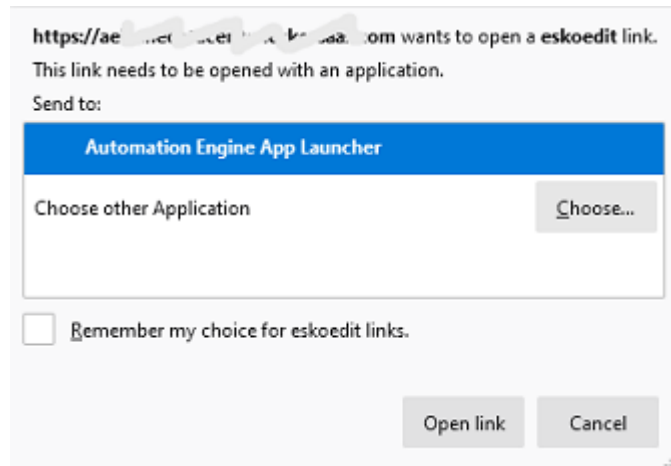 https://ae com wants to open a eskoedit link.
This link needs to be opened with an application.
Send to:
Automation Engine App Launcher
Choose other Application
Choose...
Remember my choice for eskoedit links.
Open link
Cancel